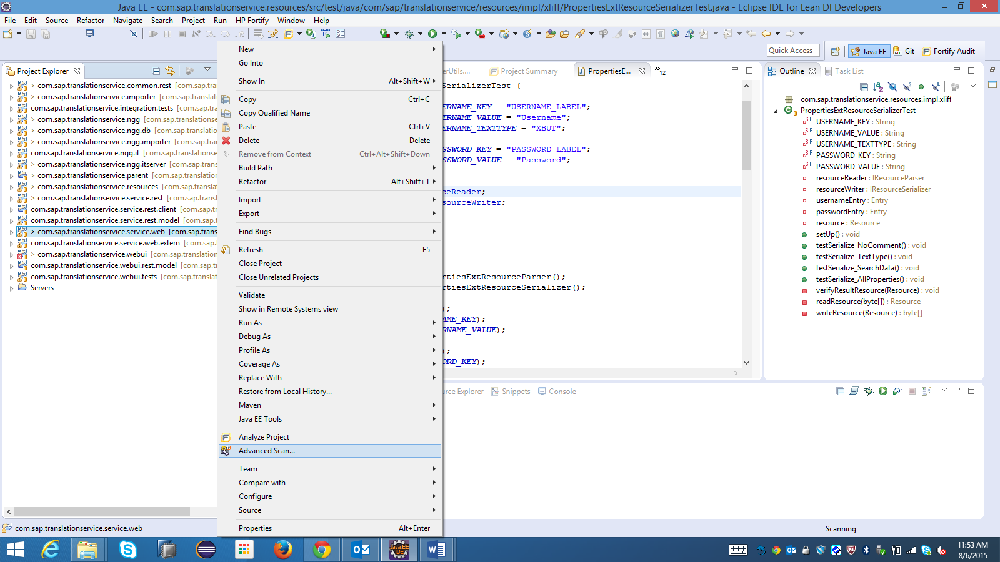 Java EE - com.sap.translationservice.resources/src/test/java/com/sap/translationservice/resources/impl/xliff/PropertiesExtResourceSerializerTest.java - Eclipse IDE for Lean DI Developers
File Edit Source Refactor Navigate Search Project Run HP Fortify Window Help
Quick Access
Java EE
Git
Fortify Audit
Project Explorer
> com.sap.translationservice.common.rest [com.sap.translation
> com.sap.translationservice.importer [com.sap.translat
com.sap.translationservice.integration.tests [com.sap.tr
> com.sap.translationservice.ngg [com.sap.translationse
> com.sap.translationservice.ngg.db [com.sap.translation
> com.sap.translationservice.ngg.importer [com.sap.tran
com.sap.translationservice.ngg.it [com.sap.translationse
> com.sap.translationservice.ngg.itserver [com.sap.trans
com.sap.translationservice.parent [com.sap.translations
> com.sap.translationservice.resources [com.sap.transla
> com.sap.translationservice.service.rest [com.sap.trans
com.sap.translationservice.service.rest.client [com.sap.tr
com.sap.translationservice.service.rest.model [com.sap.t
> com.sap.translationservice.service.web [com.sap.trans
com.sap.translationservice.service.web.extern [com.sap.
> com.sap.translationservice.webui [com.sap.translation
com.sap.translationservice.webui.rest.model [com.sap.t
com.sap.translationservice.webui.tests [com.sap.transla
Servers
New
Go Into
Show In Alt+Shift+W
Copy Ctrl+C
Copy Qualified Name
Paste Ctrl+V
Delete Delete
Remove from Context Ctrl+Alt+Shift+Down
Build Path
Refactor Alt+Shift+T
Import
Export
Find Bugs
Refresh F5
Close Project
Close Unrelated Projects
Validate
Show in Remote Systems view
Run As
Debug As
Profile As
Coverage As
Replace With
Restore from Local History...
Maven
Java EE Tools
Analyze Project
Advanced Scan...
Team
Compare with
Configure
Source
Properties Alt+Enter
erUtils....
Project Summary
PropertiesE...
12
SerializerTest {
ERNAME_KEY = "USERNAME_LABEL";
ERNAME_VALUE = "Username";
ERNAME_TEXTTYPE = "XBUT";
SSWORD_KEY = "PASSWORD_LABEL";
SSWORD_VALUE = "Password";
ceReader;
sourceWriter;
rtiesExtResourceParser();
rtiesExtResourceSerializer();
);
AME_KEY);
RNAME_VALUE);
);
ORD_KEY);
urce Explorer
Snippets
Console
Outline
Task List
com.sap.translationservice.resources.impl.xliff
PropertiesExtResourceSerializerTest
USERNAME_KEY : String
USERNAME_VALUE : String
USERNAME_TEXTTYPE : String
PASSWORD_KEY : String
PASSWORD_VALUE : String
resourceReader : IResourceParser
resourceWriter : IResourceSerializer
usernameEntry : Entry
passwordEntry : Entry
resource : Resource
setUp() : void
testSerialize_NoComment() : void
testSerialize_TextType() : void
testSerialize_SearchData() : void
testSerialize_AllProperties() : void
verifyResultResource(Resource) : void
readResource(byte[]) : Resource
writeResource(Resource) : byte[]
com.sap.translationservice.service.web
Scanning
11:53 AM
8/6/2015